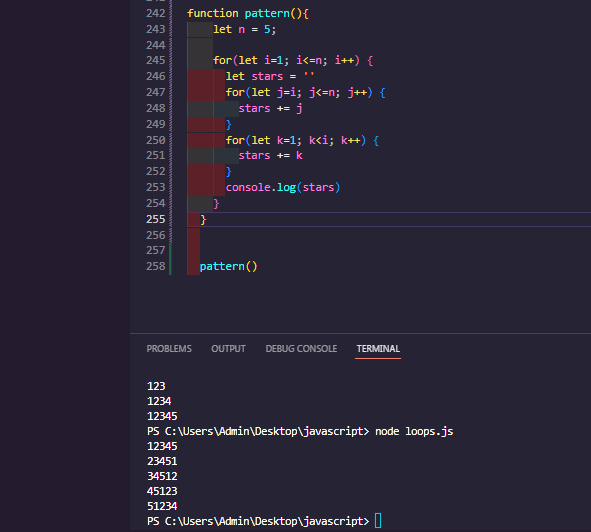 242 function pattern(){
243 let n = 5;
244
245 for(let i=1; i<=n; i++) {
246 let stars = ''
247 for(let j=i; j<=n; j++) {
248 stars += j
249 }
250 for(let k=1; k<i; k++) {
251 stars += k
252 }
253 console.log(stars)
254 }
255 }
256
257
258 pattern()
PROBLEMS OUTPUT DEBUG CONSOLE TERMINAL
123
1234
12345
PS C:\Users\Admin\Desktop\javascript> node loops.js
12345
23451
34512
45123
51234
PS C:\Users\Admin\Desktop\javascript>